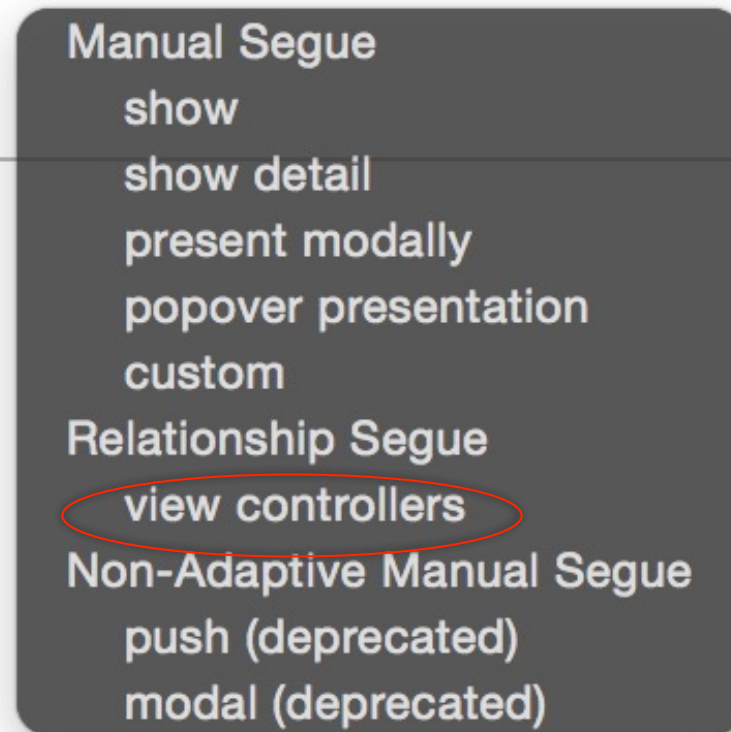 Manual Segue
show
show detail
present modally
popover presentation
custom
Relationship Segue
view controllers
Non-Adaptive Manual Segue
push (deprecated)
modal (deprecated)